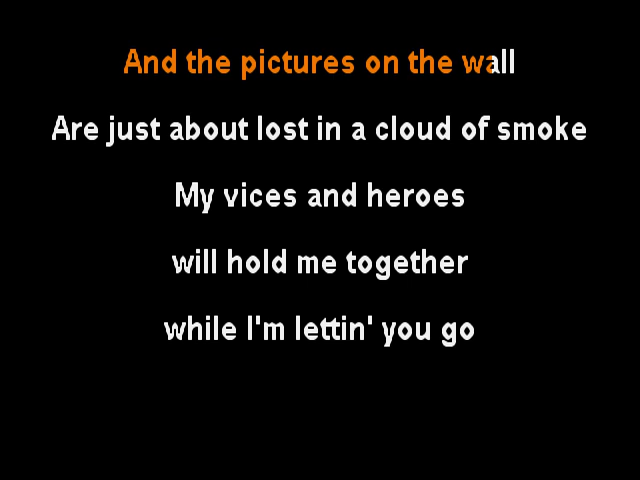 And the pictures on the wall
Are just about lost in a cloud of smoke
My vices and heroes
will hold me together
while I'm lettin' you go